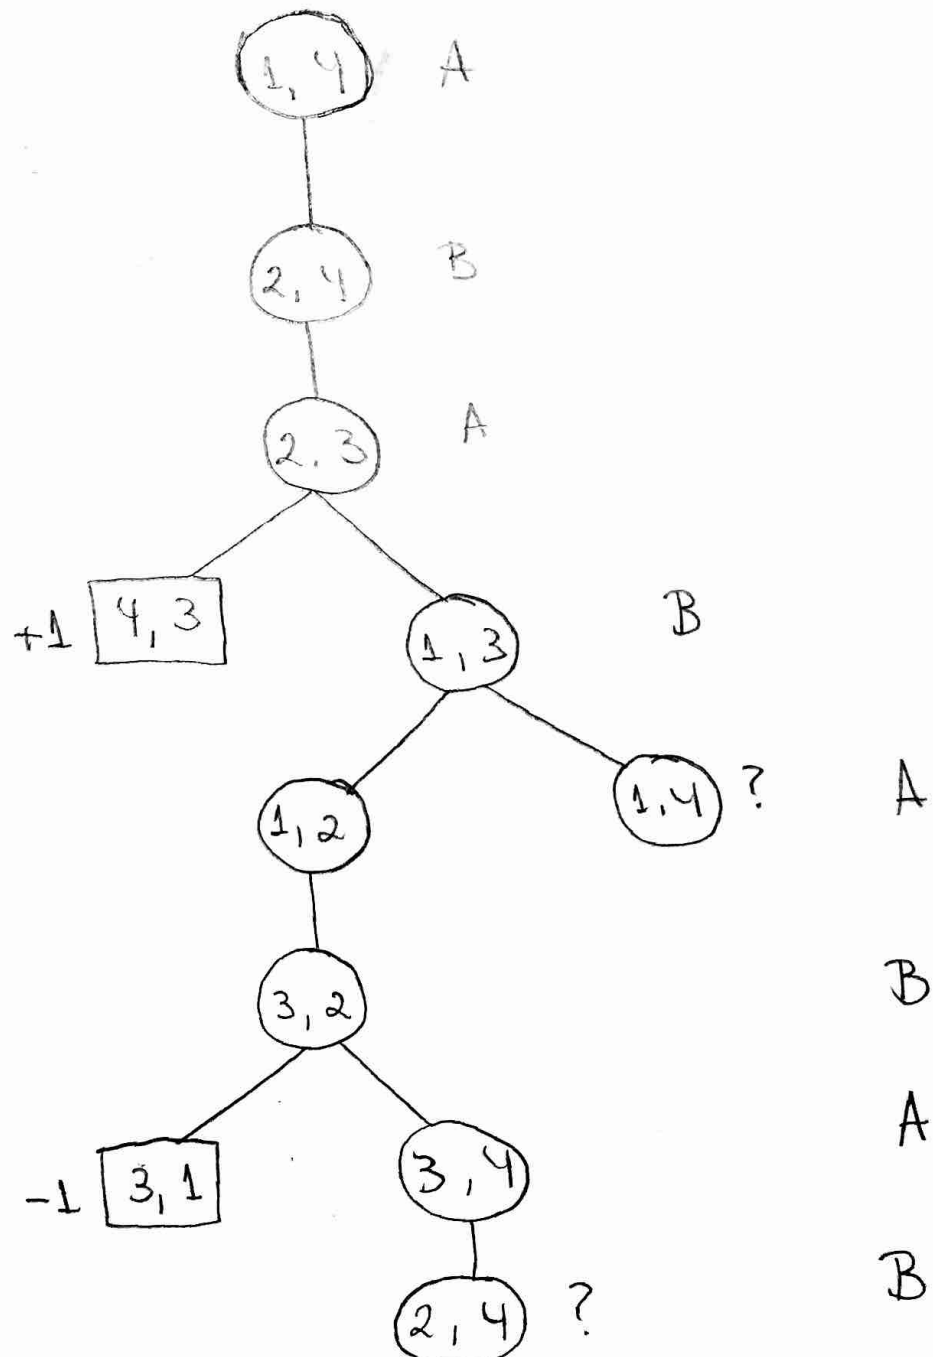 1, 4 A
2, 4 B
2, 3 A
+1 4, 3
1, 3 B
1, 2
1, 4 ? A
3, 2 B
-1 3, 1
3, 4 A
2, 4 ? B